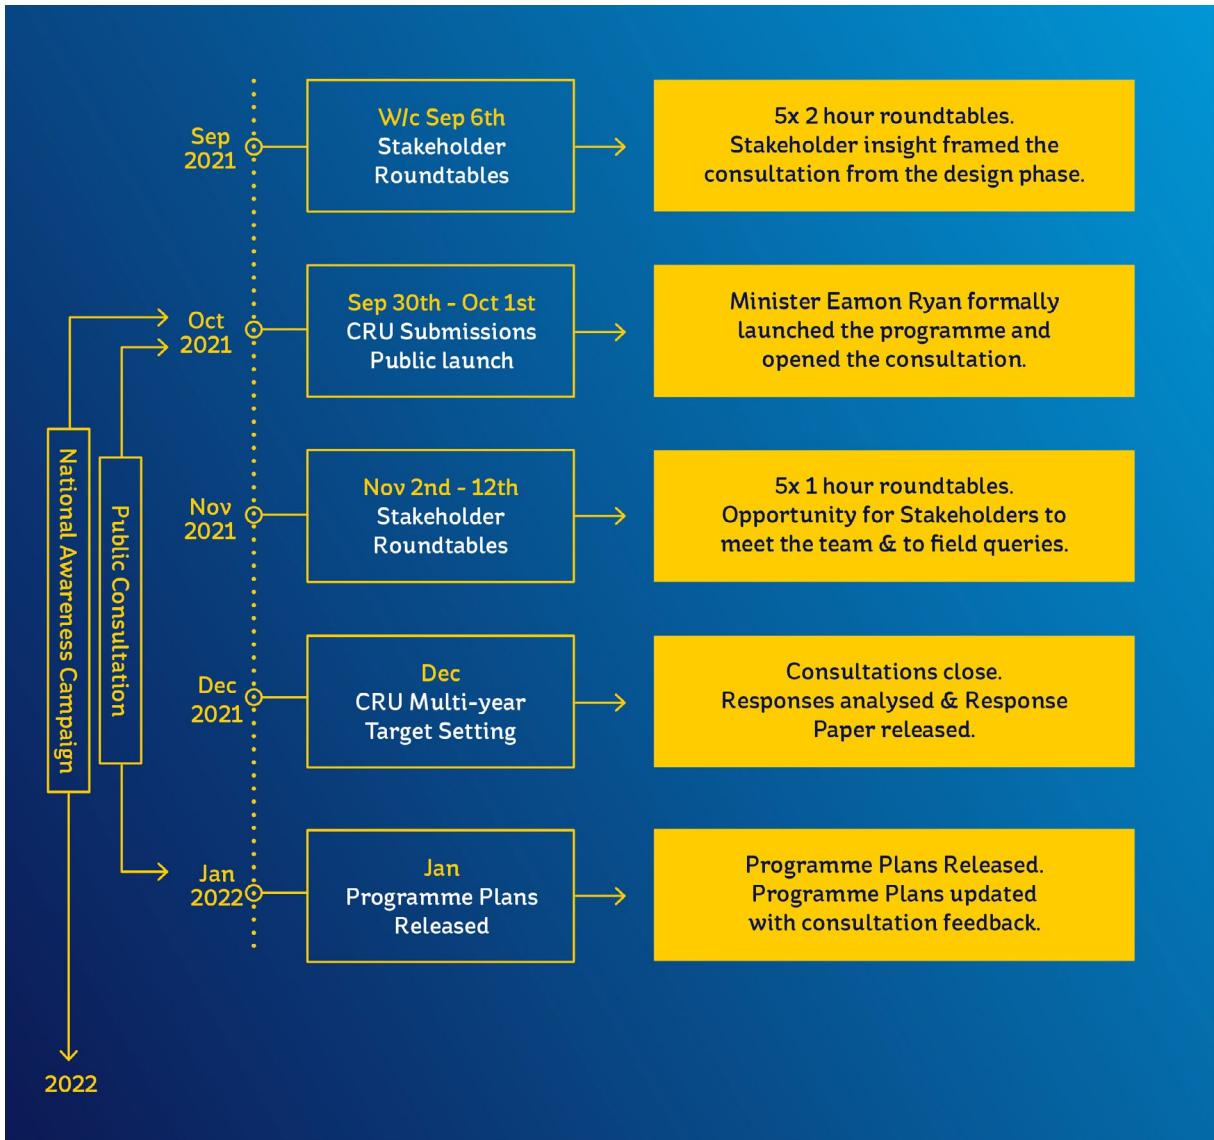 Sep
2021
W/c Sep 6th
Stakeholder
Roundtables
5x 2 hour roundtables.
Stakeholder insight framed the
consultation from the design phase.
Oct
2021
Sep 30th - Oct 1st
CRU Submissions
Public launch
Minister Eamon Ryan formally
launched the programme and
opened the consultation.
National Awareness Campaign
Public Consultation
Nov
2021
Nov 2nd - 12th
Stakeholder
Roundtables
5x 1 hour roundtables.
Opportunity for Stakeholders to
meet the team & to field queries.
Dec
2021
Dec
CRU Multi-year
Target Setting
Consultations close.
Responses analysed & Response
Paper released.
Jan
2022
Jan
Programme Plans
Released
Programme Plans Released.
Programme Plans updated
with consultation feedback.
2022